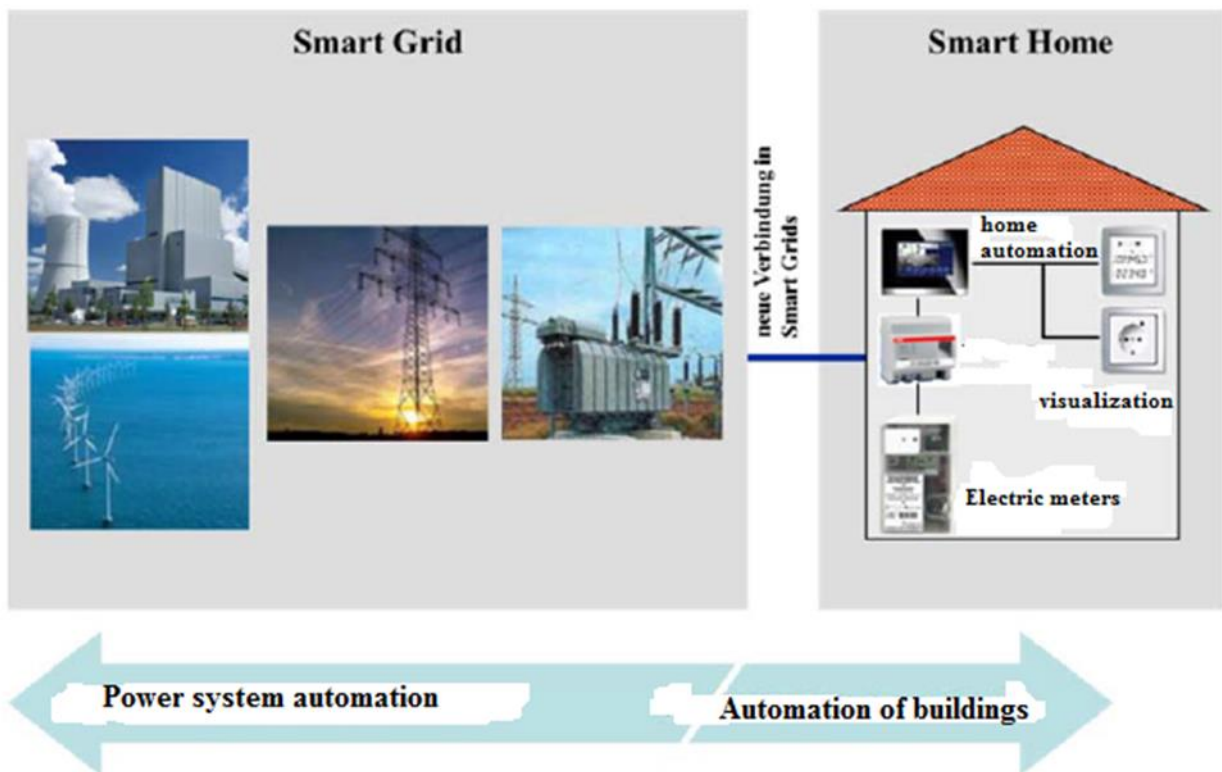 Smart Grid
Smart Home
neue Verbindung in
Smart Grids
home
automation
visualization
Electric meters
Power system automation
Automation of buildings